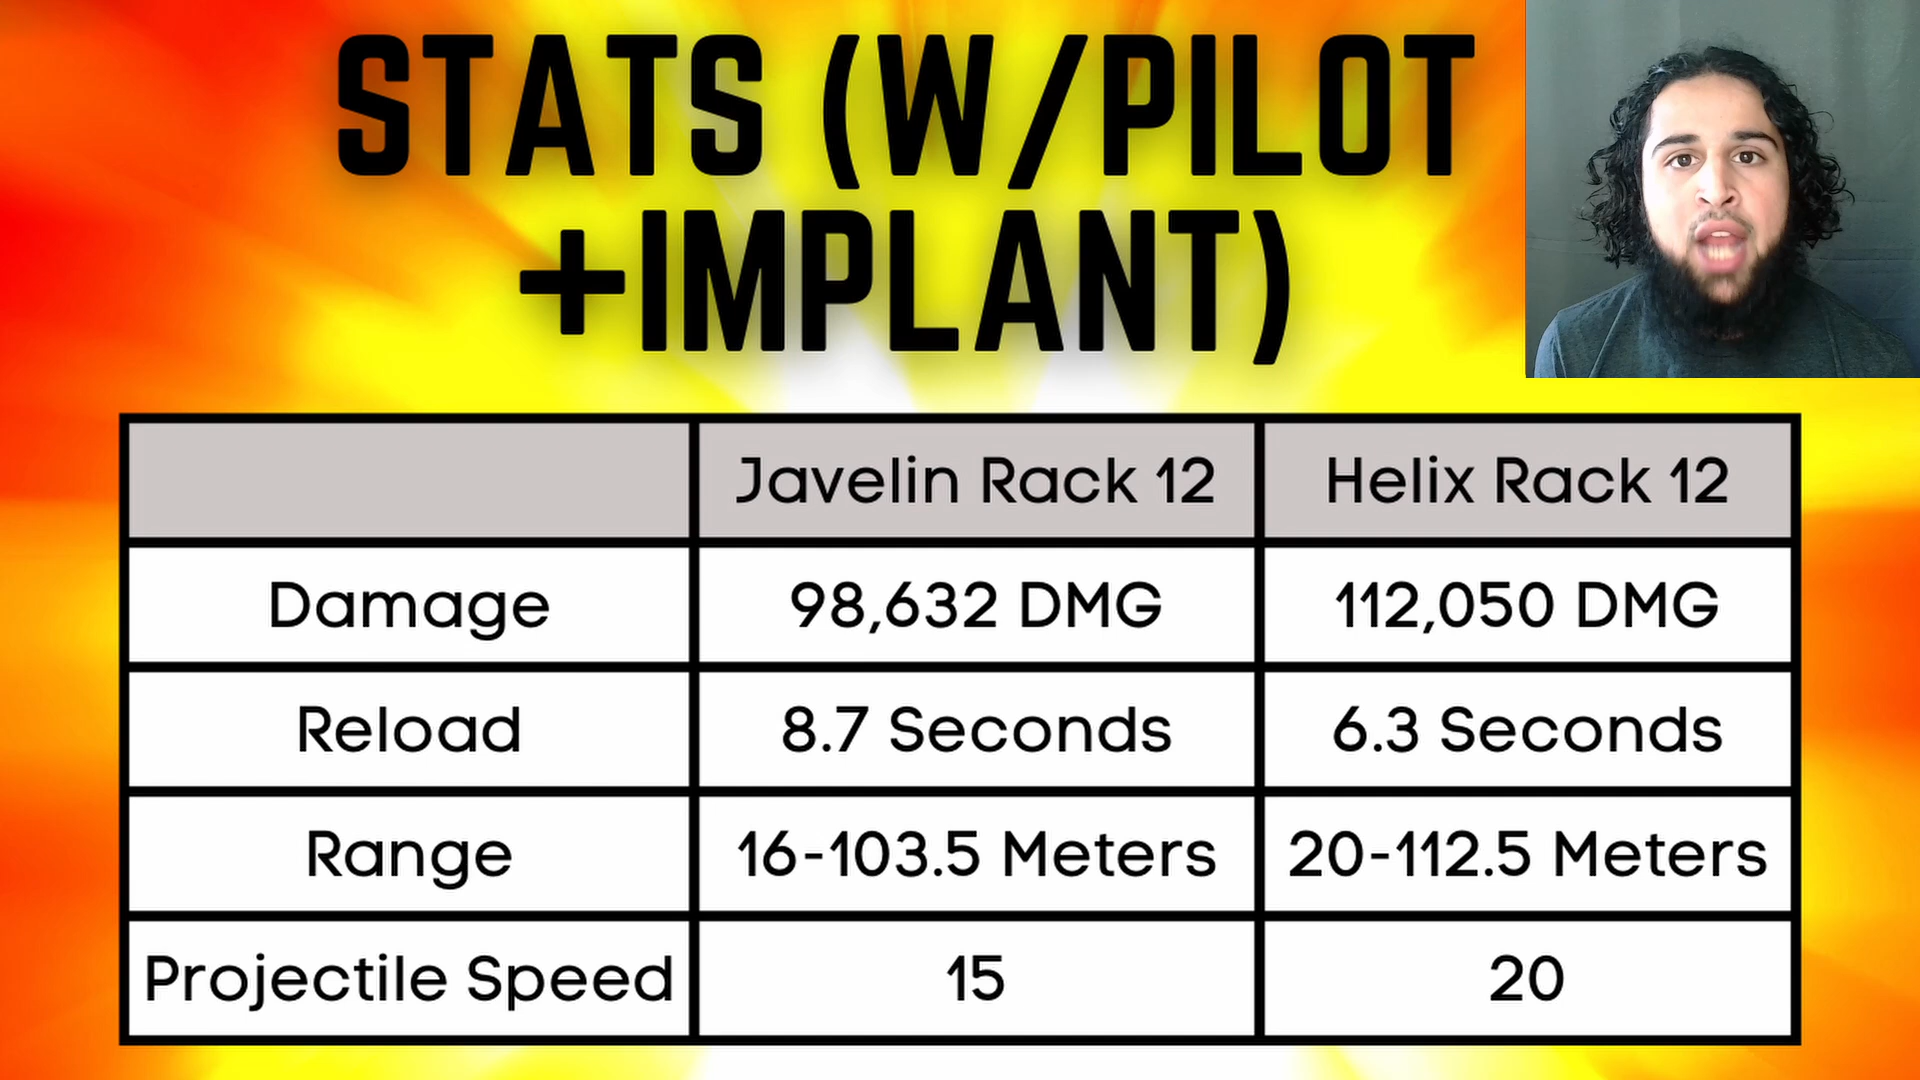 STATS (W/PILOT
+IMPLANT)
Javelin Rack 12 Helix Rack 12
Damage 98,632 DMG 112,050 DMG
Reload 8.7 Seconds 6.3 Seconds
Range 16-103.5 Meters 20-112.5 Meters
Projectile Speed 15 20